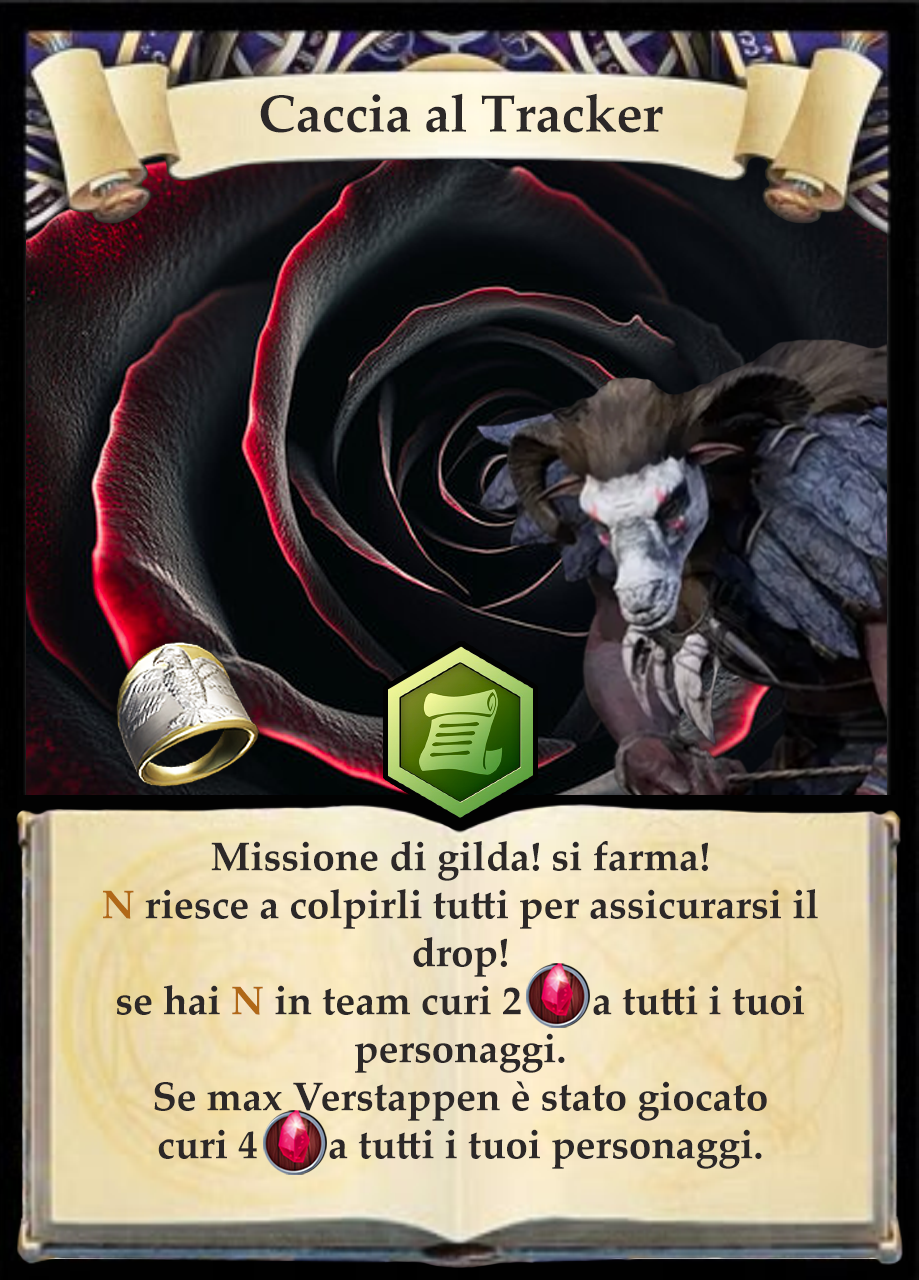 Caccia al Tracker
Missione di gilda! si farma!
N riesce a colpirli tutti per assicurarsi il
drop!
se hai N in team curi 2 a tutti i tuoi
personaggi.
Se max Verstappen è stato giocato
curi 4 a tutti i tuoi personaggi.